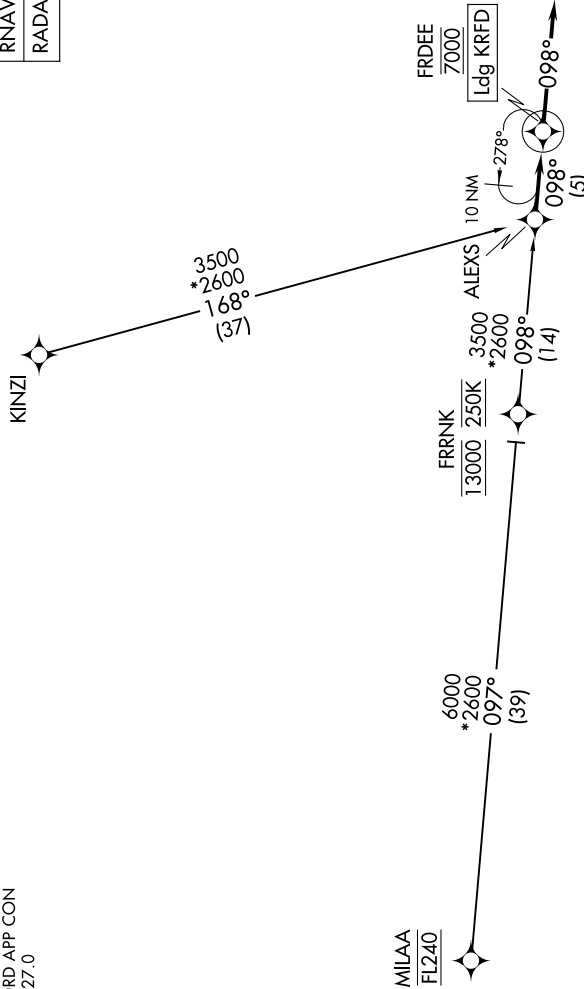 RNAV
RADA
RD APP CON
27.0
KINZI
3500
*2600
168°
(37)
FRDEE
7000
Ldg KRFD
098°
278°
10 NM
ALEXS
098°
(5)
3500
*2600
098°
(14)
FRRNK
13000 250K
6000
*2600
097°
(39)
MILAA
FL240